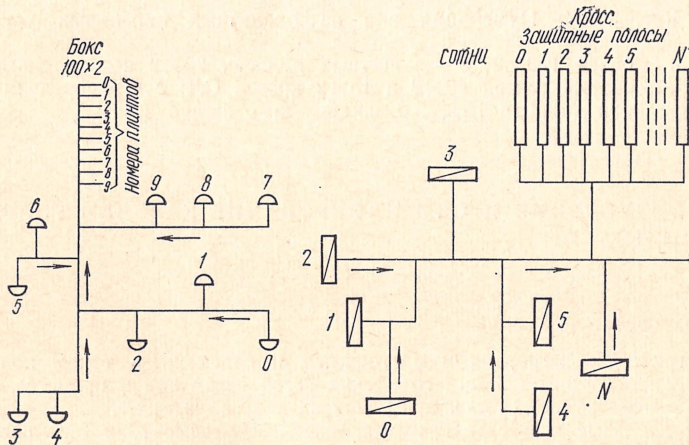 Бокс
100×2
0
1
2
3
4
5
6
7
8
9
Номера плинтов
Кросс.
Защитные полосы
сотни
0 1 2 3 4 5 N
6
9 8 7
5
1
2 0
3 4
3
2
1
5
0
4
N